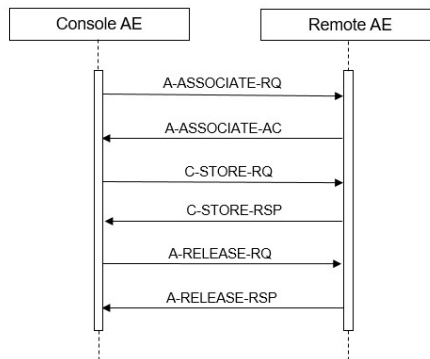 Console AE
Remote AE
A-ASSOCIATE-RQ
A-ASSOCIATE-AC
C-STORE-RQ
C-STORE-RSP
A-RELEASE-RQ
A-RELEASE-RSP